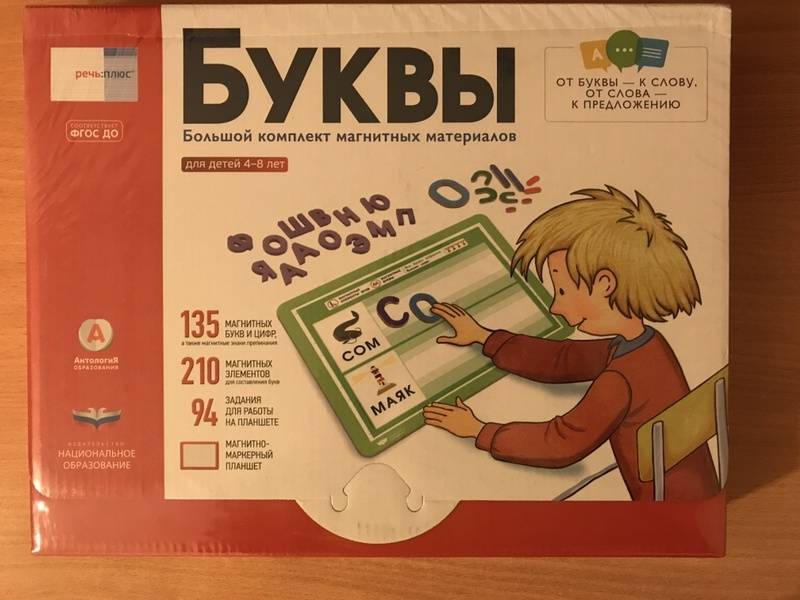 речь:плюс
СООТВЕТСТВУЕТ
ФГОС ДО
БУКВЫ
Большой комплект магнитных материалов
для детей 4–8 лет
А
ОТ БУКВЫ — К СЛОВУ,
ОТ СЛОВА —
К ПРЕДЛОЖЕНИЮ
Ф О Ш В Н Ю
Я А А О Э М П
СО
СОМ
МАЯК
135 МАГНИТНЫХ
БУКВ И ЦИФР,
а также магнитные знаки препинания
210 МАГНИТНЫХ
ЭЛЕМЕНТОВ
для составления букв
94 ЗАДАНИЯ
ДЛЯ РАБОТЫ
НА ПЛАНШЕТЕ
МАГНИТНО-
МАРКЕРНЫЙ
ПЛАНШЕТ
А
АнтологиЯ
ОБРАЗОВАНИЯ
ИЗДАТЕЛЬСТВО
НАЦИОНАЛЬНОЕ
ОБРАЗОВАНИЕ